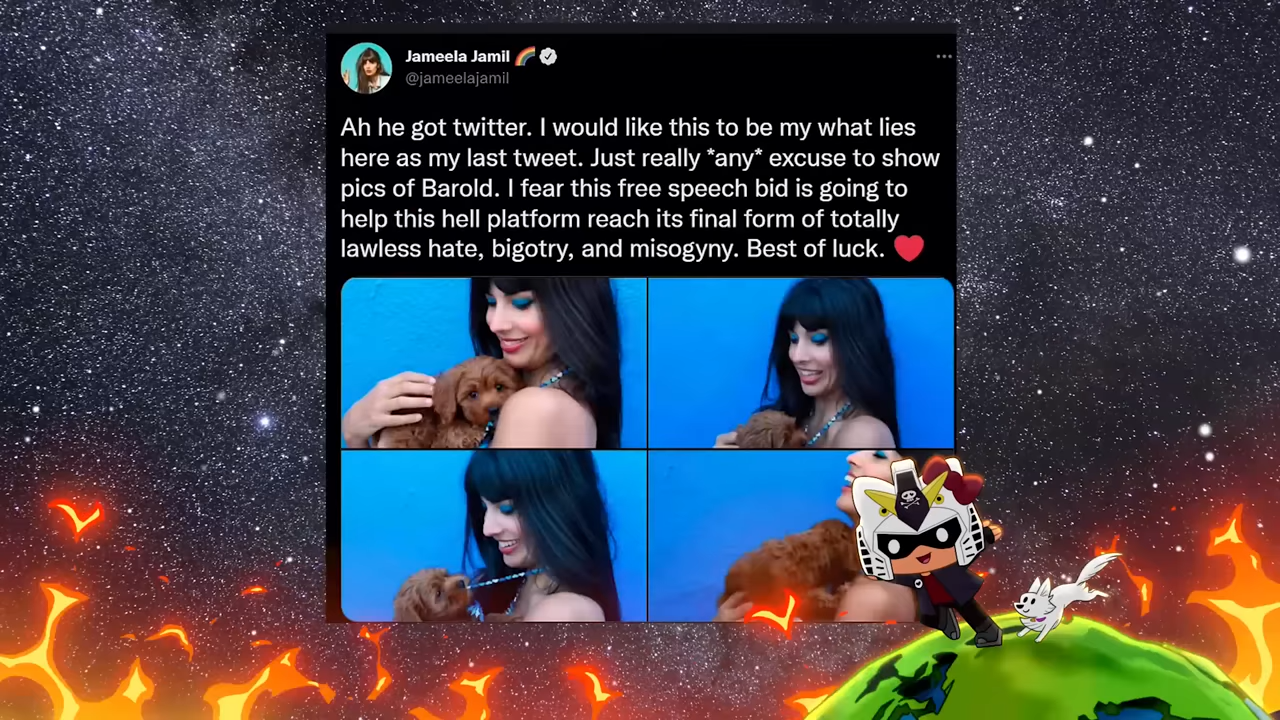 Jameela Jamil
@jameelajamil
Ah he got twitter. I would like this to be my what lies
here as my last tweet. Just really *any* excuse to show
pics of Barold. I fear this free speech bid is going to
help this hell platform reach its final form of totally
lawless hate, bigotry, and misogyny. Best of luck. ❤️